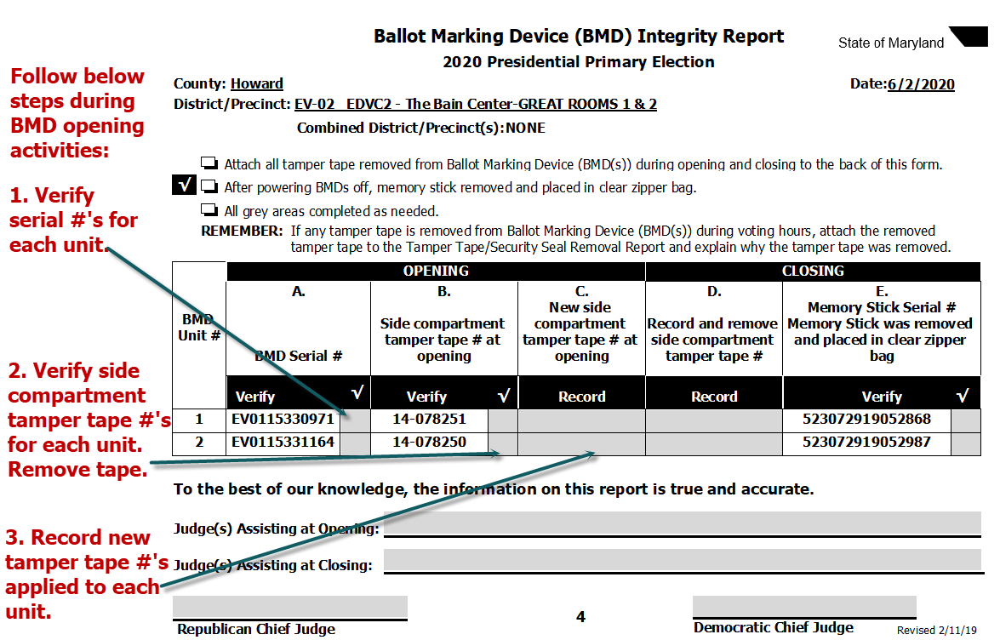 Ballot Marking Device (BMD) Integrity Report
State of Maryland
2020 Presidential Primary Election
County: Howard
Date:6/2/2020
District/Precinct: EV-02 EDVC2 - The Bain Center-GREAT ROOMS 1 & 2
Combined District/Precinct(s):NONE
Follow below
steps during
BMD opening
activities:
1. Verify
serial #'s for
each unit.
2. Verify side
compartment
tamper tape #'s
for each unit.
Remove tape.
3. Record new
tamper tape #'s
applied to each
unit.
Attach all tamper tape removed from Ballot Marking Device (BMD(s)) during opening and closing to the back of this form.
√ After powering BMDs off, memory stick removed and placed in clear zipper bag.
All grey areas completed as needed.
REMEMBER: If any tamper tape is removed from Ballot Marking Device (BMD(s)) during voting hours, attach the removed
tamper tape to the Tamper Tape/Security Seal Removal Report and explain why the tamper tape was removed.
OPENING CLOSING
BMD
Unit #
A.
BMD Serial #
B.
Side compartment
tamper tape # at
opening
C.
New side
compartment
tamper tape # at
opening
D.
Record and remove
side compartment
tamper tape #
E.
Memory Stick Serial #
Memory Stick was removed
and placed in clear zipper
bag
Verify √ Verify √ Record Record Verify √
1 EV0115330971 14-078251 523072919052868
2 EV0115331164 14-078250 523072919052987
To the best of our knowledge, the information on this report is true and accurate.
Judge(s) Assisting at Opening:
Judge(s) Assisting at Closing:
Republican Chief Judge
4
Democratic Chief Judge
Revised 2/11/19